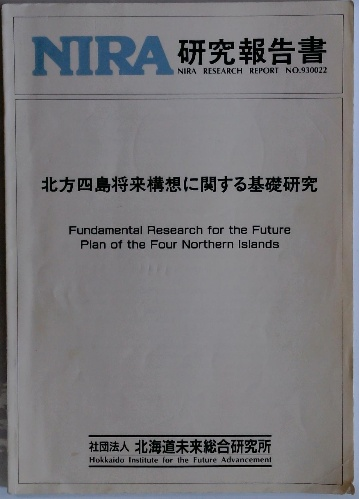 NIRA 研究報告書
NIRA RESEARCH REPORT NO.930022
北方四島将来構想に関する基礎研究
Fundamental Research for the Future
Plan of the Four Northern Islands
社団法人 北海道未来総合研究所
Hokkaido Institute for the Future Advancement